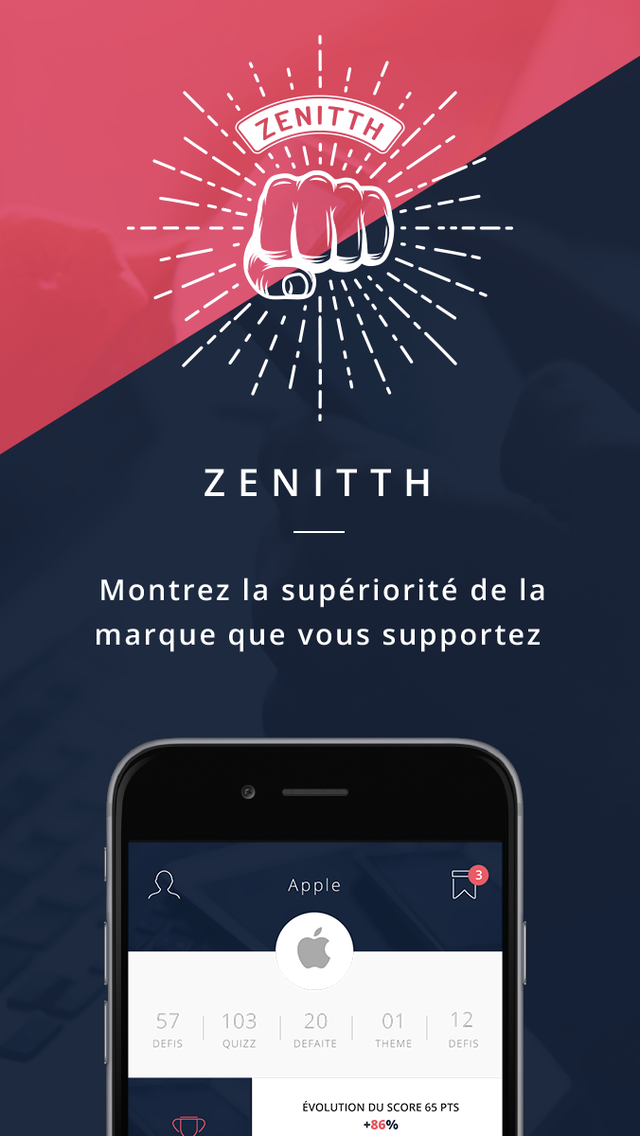 ZENITTH
ZENITTH
Montrez la supériorité de la
marque que vous supportez
Apple
3
57 103 20 01 12
DEFIS QUIZZ DEFAITE THEME DEFIS
ÉVOLUTION DU SCORE 65 PTS
+86%